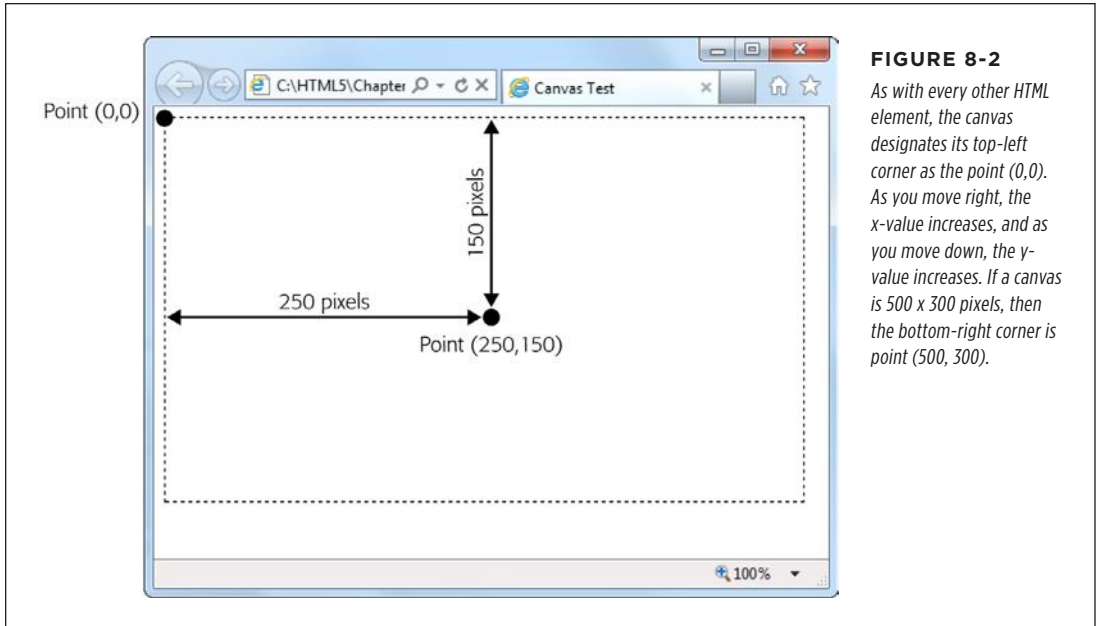 C:\HTML5\Chapter
Canvas Test
Point (0,0)
150 pixels
250 pixels
Point (250,150)
100%
FIGURE 8-2
As with every other HTML
element, the canvas
designates its top-left
corner as the point (0,0).
As you move right, the
x-value increases, and as
you move down, the y-
value increases. If a canvas
is 500 x 300 pixels, then
the bottom-right corner is
point (500, 300).